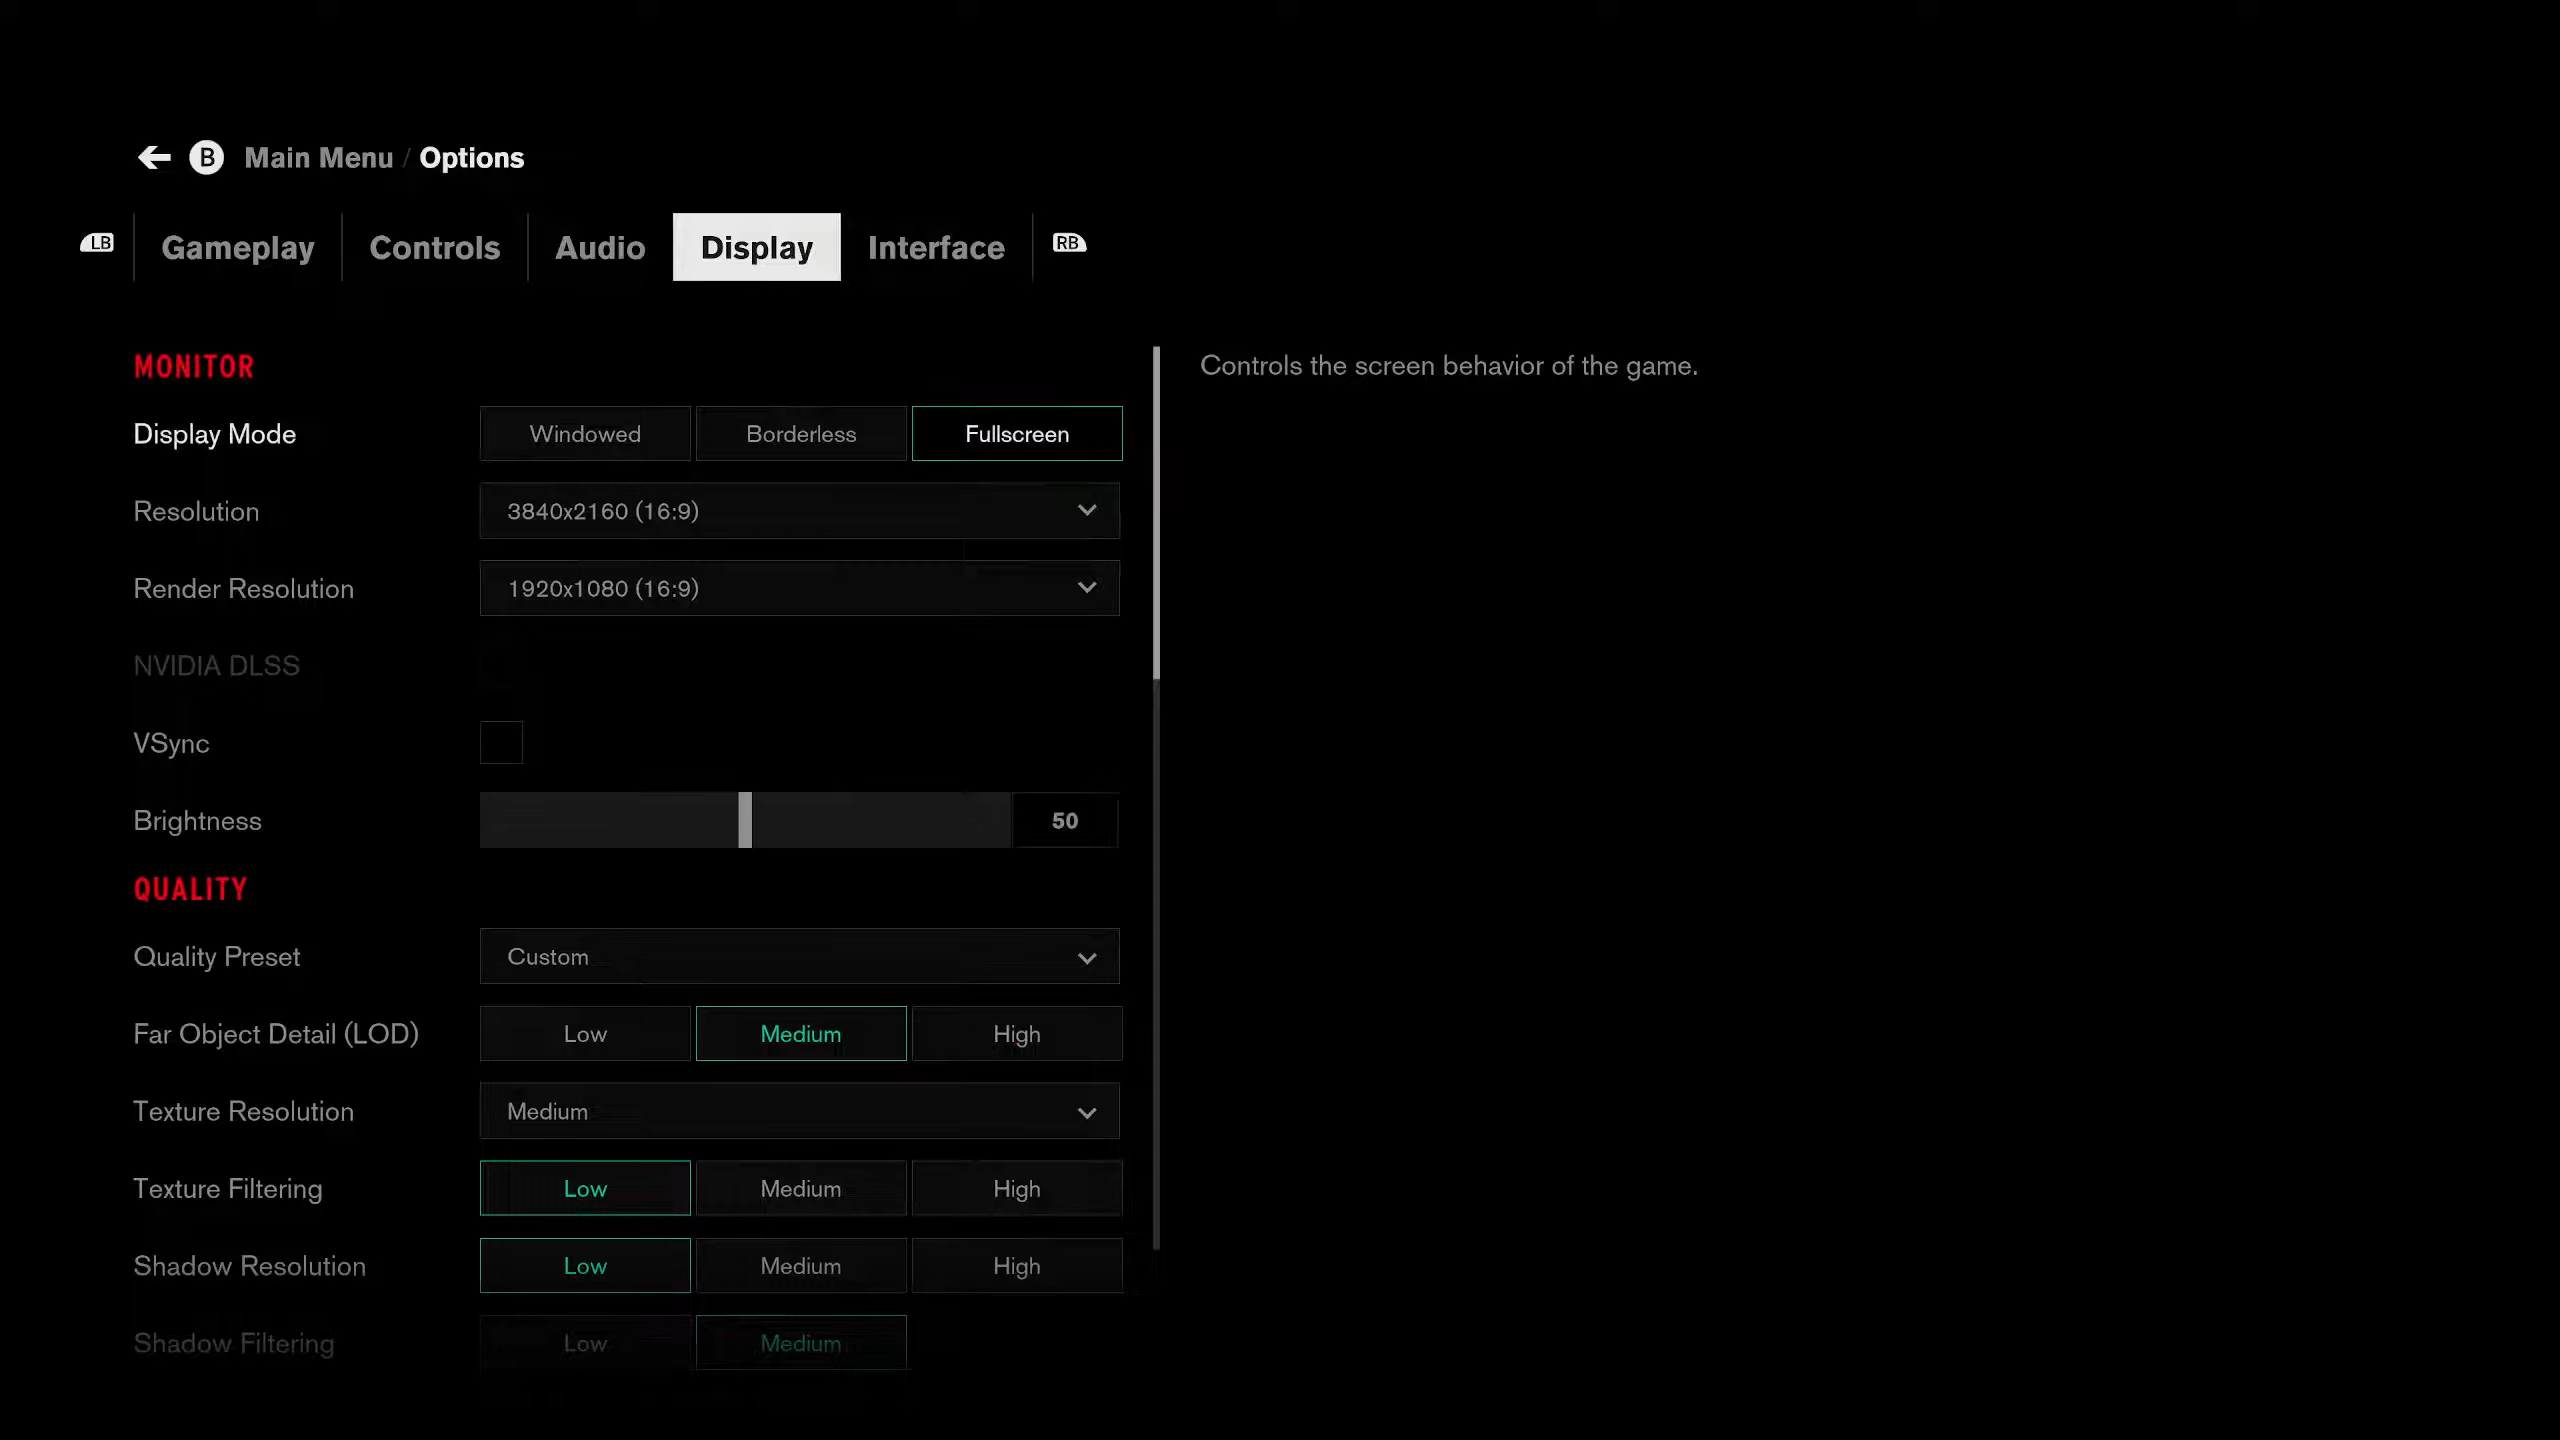 B Main Menu / Options
LB Gameplay Controls Audio Display Interface RB
MONITOR
Controls the screen behavior of the game.
Display Mode Windowed Borderless Fullscreen
Resolution 3840x2160 (16:9)
Render Resolution 1920x1080 (16:9)
NVIDIA DLSS
VSync
Brightness 50
QUALITY
Quality Preset Custom
Far Object Detail (LOD) Low Medium High
Texture Resolution Medium
Texture Filtering Low Medium High
Shadow Resolution Low Medium High
Shadow Filtering Low Medium